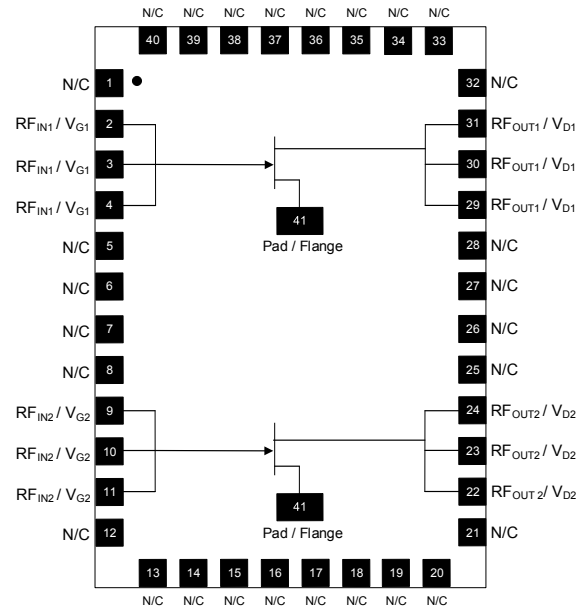 N/C N/C N/C N/C N/C N/C N/C N/C
40 39 38 37 36 35 34 33
N/C 1 32 N/C
RFIN1 / VG1 2 31 RFOUT1 / VD1
RFIN1 / VG1 3 30 RFOUT1 / VD1
RFIN1 / VG1 4 29 RFOUT1 / VD1
41
Pad / Flange
N/C 5 28 N/C
N/C 6 27 N/C
N/C 7 26 N/C
N/C 8 25 N/C
RFIN2 / VG2 9 24 RFOUT2 / VD2
RFIN2 / VG2 10 23 RFOUT2 / VD2
RFIN2 / VG2 11 22 RFOUT 2/ VD2
41
Pad / Flange
N/C 12 21 N/C
13 14 15 16 17 18 19 20
N/C N/C N/C N/C N/C N/C N/C N/C